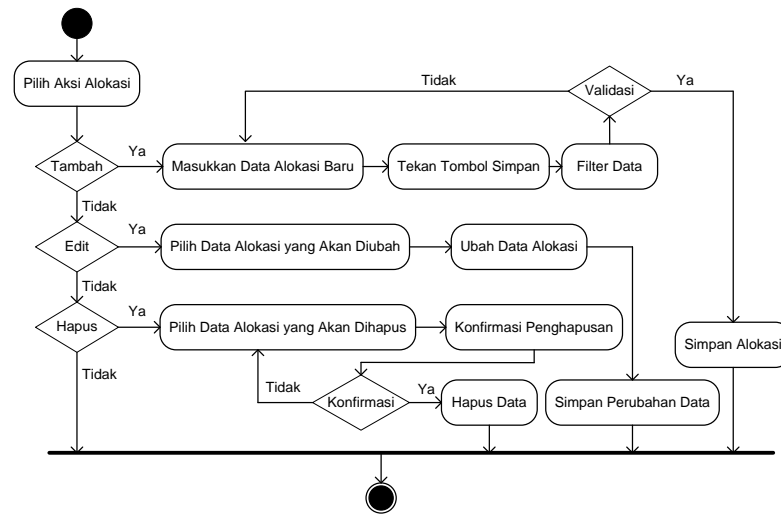 Pilih Aksi Alokasi
Tidak
Validasi
Ya
Tambah
Ya
Masukkan Data Alokasi Baru
Tekan Tombol Simpan
Filter Data
Tidak
Edit
Ya
Pilih Data Alokasi yang Akan Diubah
Ubah Data Alokasi
Tidak
Hapus
Ya
Pilih Data Alokasi yang Akan Dihapus
Konfirmasi Penghapusan
Simpan Alokasi
Tidak
Tidak
Konfirmasi
Ya
Hapus Data
Simpan Perubahan Data